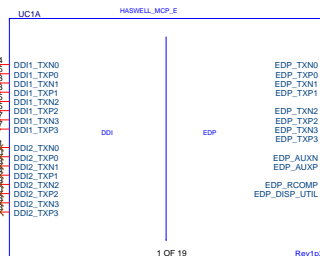 UC1A
HASWELL_MCP_E
DDI1_TXN0
DDI1_TXP0
DDI1_TXN1
DDI1_TXP1
DDI1_TXN2
DDI1_TXP2
DDI1_TXN3
DDI1_TXP3
DDI2_TXN0
DDI2_TXP0
DDI2_TXN1
DDI2_TXP1
DDI2_TXN2
DDI2_TXP2
DDI2_TXN3
DDI2_TXP3
DDI
EDP
EDP_TXN0
EDP_TXP0
EDP_TXN1
EDP_TXP1
EDP_TXN2
EDP_TXP2
EDP_TXN3
EDP_TXP3
EDP_AUXN
EDP_AUXP
EDP_RCOMP
EDP_DISP_UTIL
1 OF 19